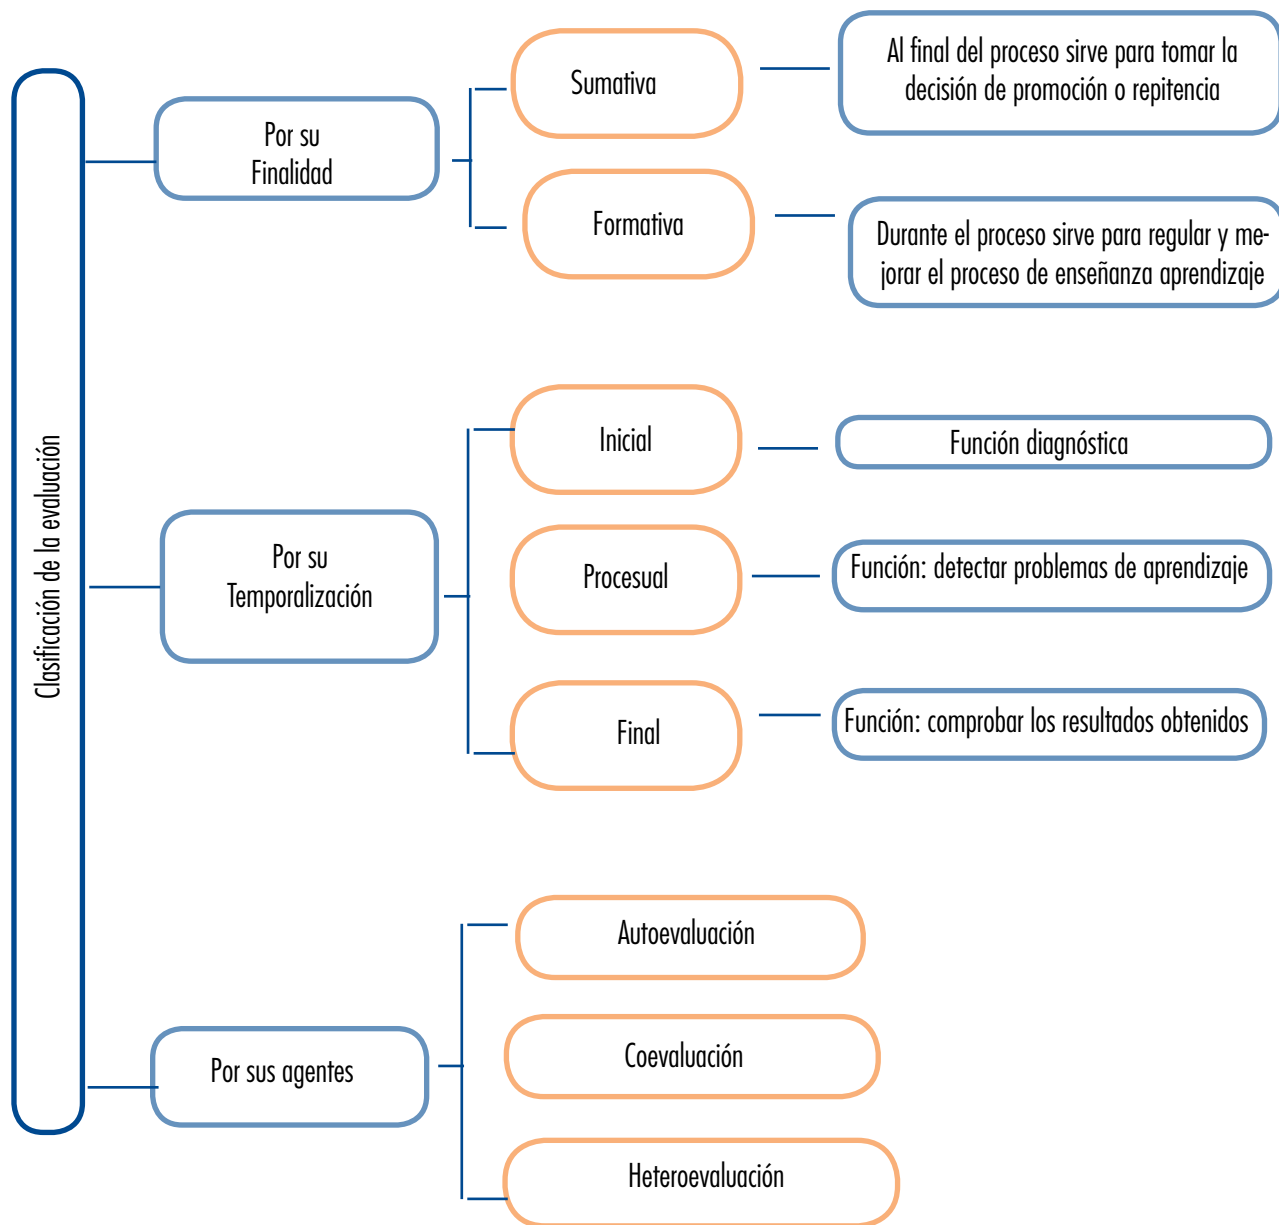 Clasificación de la evaluación
Por su
Finalidad
Sumativa
Al final del proceso sirve para tomar la
decisión de promoción o repitencia
Formativa
Durante el proceso sirve para regular y me-
jorar el proceso de enseñanza aprendizaje
Por su
Temporalización
Inicial
Función diagnóstica
Procesual
Función: detectar problemas de aprendizaje
Final
Función: comprobar los resultados obtenidos
Por sus agentes
Autoevaluación
Coevaluación
Heteroevaluación